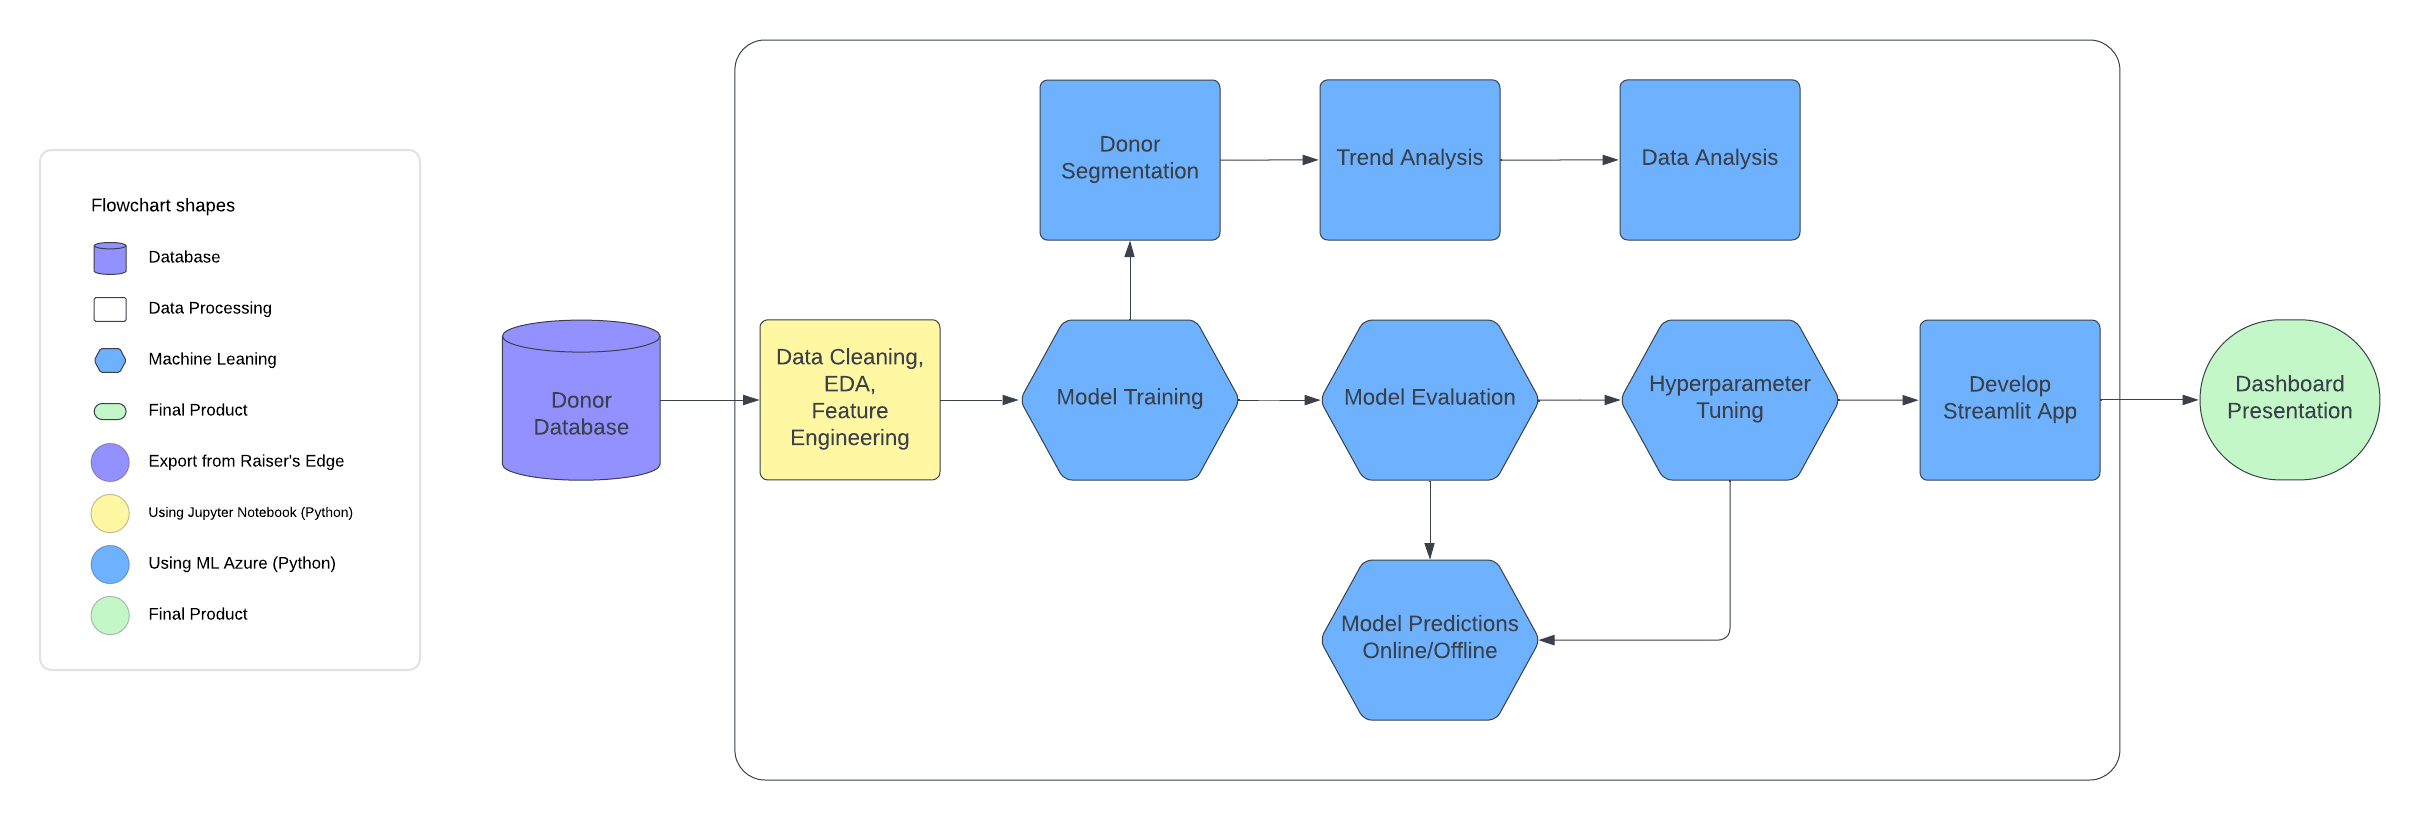 Flowchart shapes
Database
Data Processing
Machine Leaning
Final Product
Export from Raiser's Edge
Using Jupyter Notebook (Python)
Using ML Azure (Python)
Final Product
Donor
Database
Data Cleaning,
EDA,
Feature
Engineering
Model Training
Donor
Segmentation
Trend Analysis
Data Analysis
Model Evaluation
Hyperparameter
Tuning
Model Predictions
Online/Offline
Develop
Streamlit App
Dashboard
Presentation